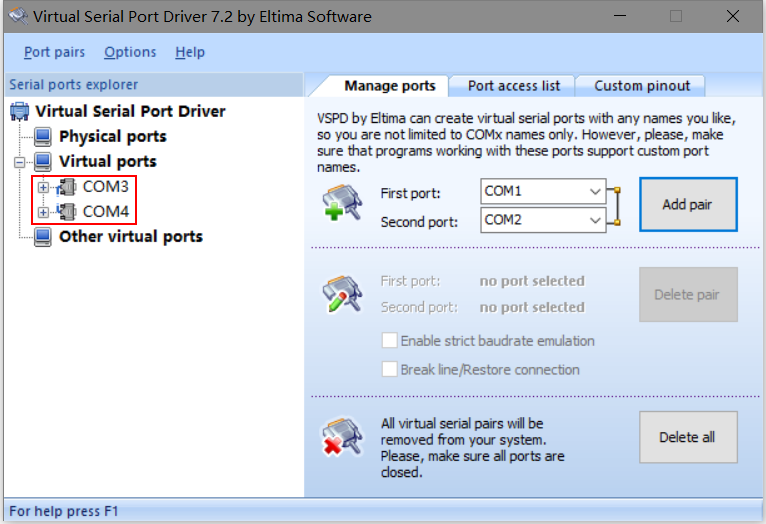 Virtual Serial Port Driver 7.2 by Eltima Software
Port pairs Options Help
Serial ports explorer
Virtual Serial Port Driver
Physical ports
Virtual ports
COM3
COM4
Other virtual ports
Manage ports Port access list Custom pinout
VSPD by Eltima can create virtual serial ports with any names you like,
so you are not limited to COMx names only. However, please, make
sure that programs working with these ports support custom port
names.
First port: COM1
Second port: COM2
Add pair
First port: no port selected
Second port: no port selected
Delete pair
Enable strict baudrate emulation
Break line/Restore connection
All virtual serial pairs will be
removed from your system.
Please, make sure all ports are
closed.
Delete all
For help press F1